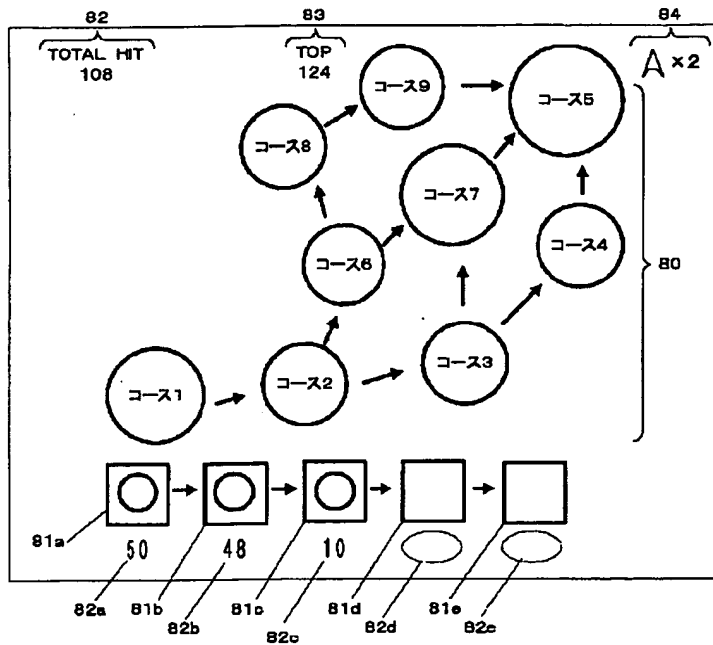 82 83 84
TOTAL HIT TOP A×2
108 124
コース9 コース5
コース8
コース7
コース6 コース4
80
コース3
コース2
コース1
81a
50 48 10
82a 81b 82b 81c 82c 81d 82d 81e 82e